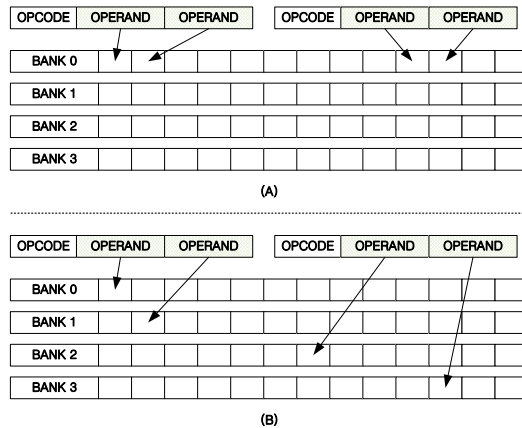 OPCODE OPERAND OPERAND OPCODE OPERAND OPERAND
BANK 0
BANK 1
BANK 2
BANK 3
(A)
OPCODE OPERAND OPERAND OPCODE OPERAND OPERAND
BANK 0
BANK 1
BANK 2
BANK 3
(B)